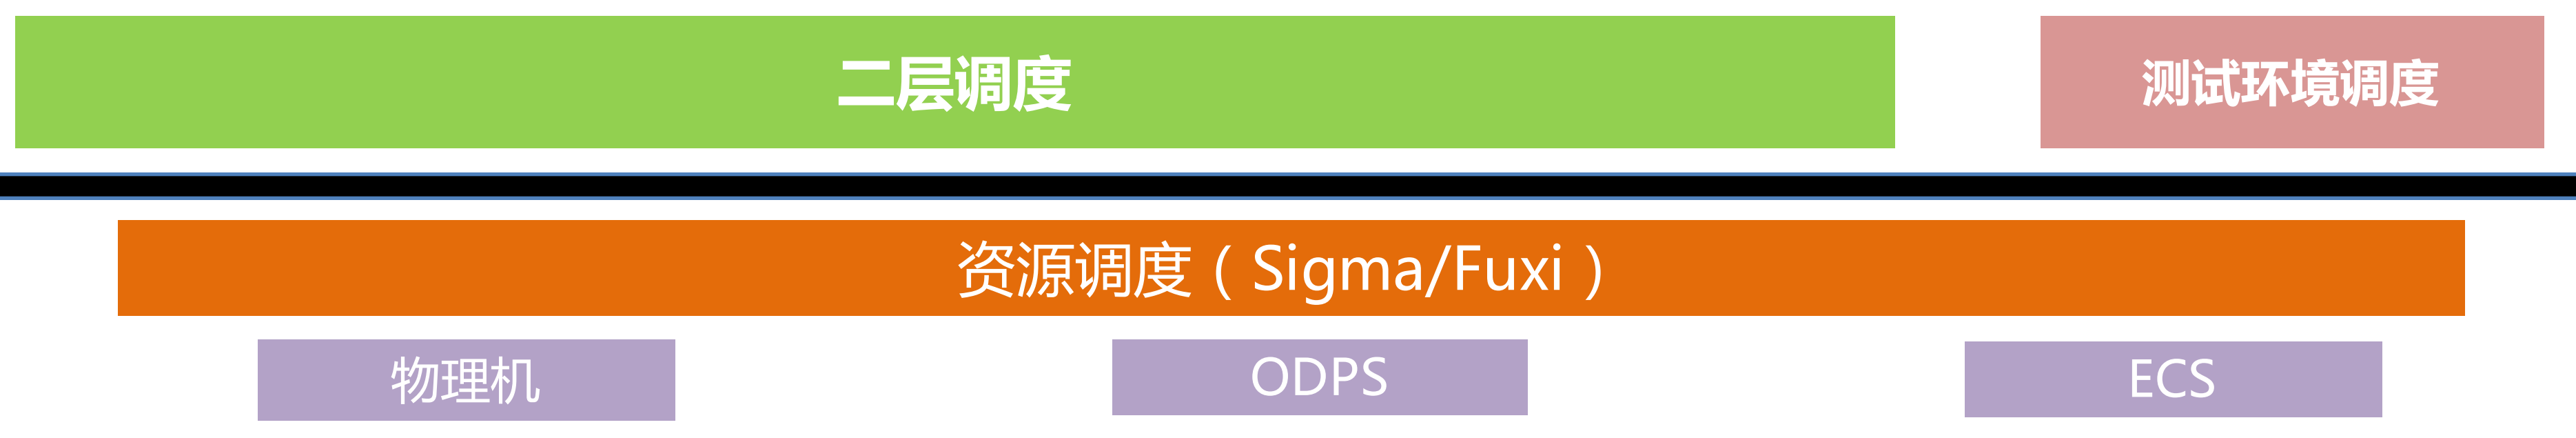 二层调度
测试环境调度
资源调度（Sigma/Fuxi）
物理机
ODPS
ECS